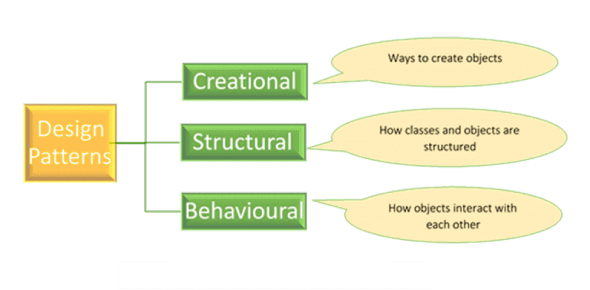 Design
Patterns
Creational
Ways to create objects
Structural
How classes and objects are
structured
Behavioural
How objects interact with
each other